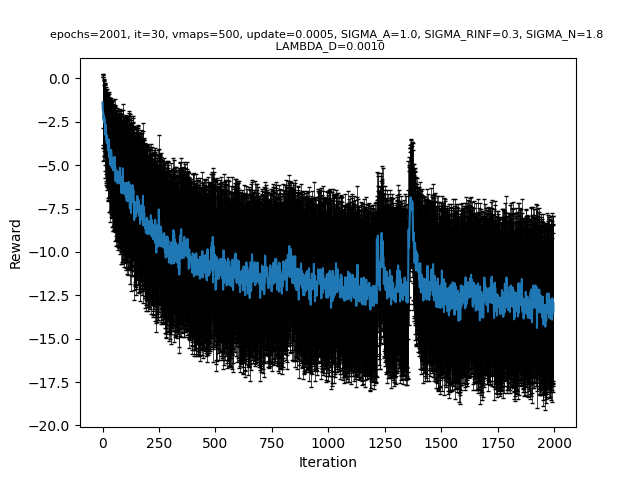 epochs=2001, it=30, vmaps=500, update=0.0005, SIGMA_A=1.0, SIGMA_RINF=0.3, SIGMA_N=1.8
LAMBDA_D=0.0010
0.0
−2.5
−5.0
−7.5
−10.0
−12.5
−15.0
−17.5
−20.0
Reward
0 250 500 750 1000 1250 1500 1750 2000
Iteration